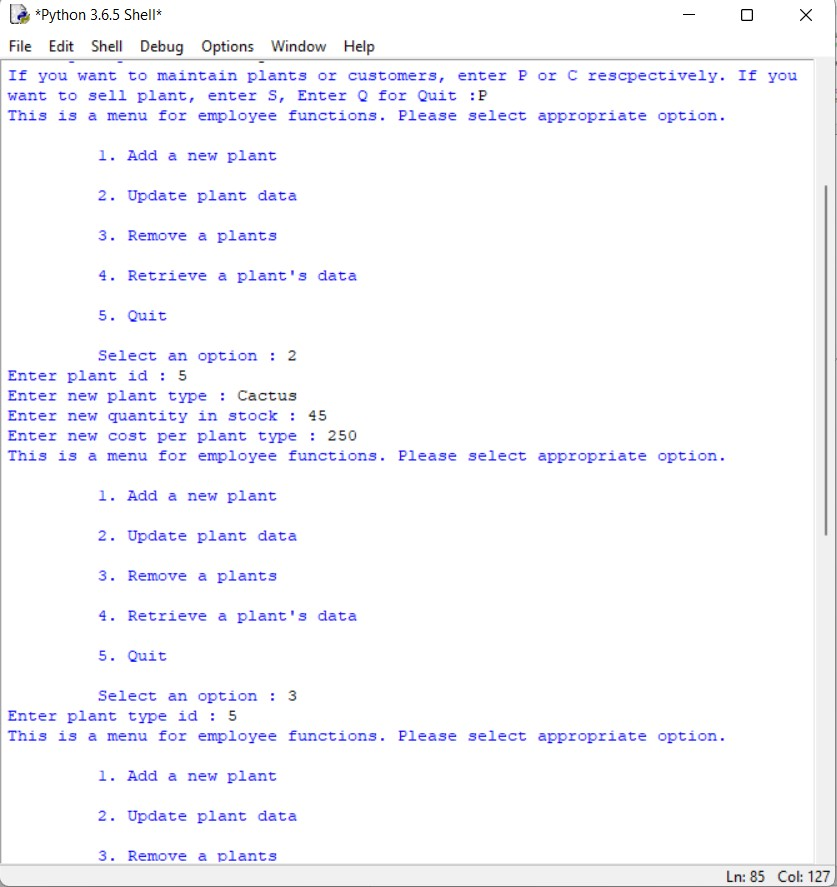 *Python 3.6.5 Shell*
File Edit Shell Debug Options Window Help
If you want to maintain plants or customers, enter P or C rescpectively. If you
want to sell plant, enter S, Enter Q for Quit :P
This is a menu for employee functions. Please select appropriate option.
1. Add a new plant
2. Update plant data
3. Remove a plants
4. Retrieve a plant's data
5. Quit
Select an option : 2
Enter plant id : 5
Enter new plant type : Cactus
Enter new quantity in stock : 45
Enter new cost per plant type : 250
This is a menu for employee functions. Please select appropriate option.
1. Add a new plant
2. Update plant data
3. Remove a plants
4. Retrieve a plant's data
5. Quit
Select an option : 3
Enter plant type id : 5
This is a menu for employee functions. Please select appropriate option.
1. Add a new plant
2. Update plant data
3. Remove a plants
Ln: 85 Col: 127